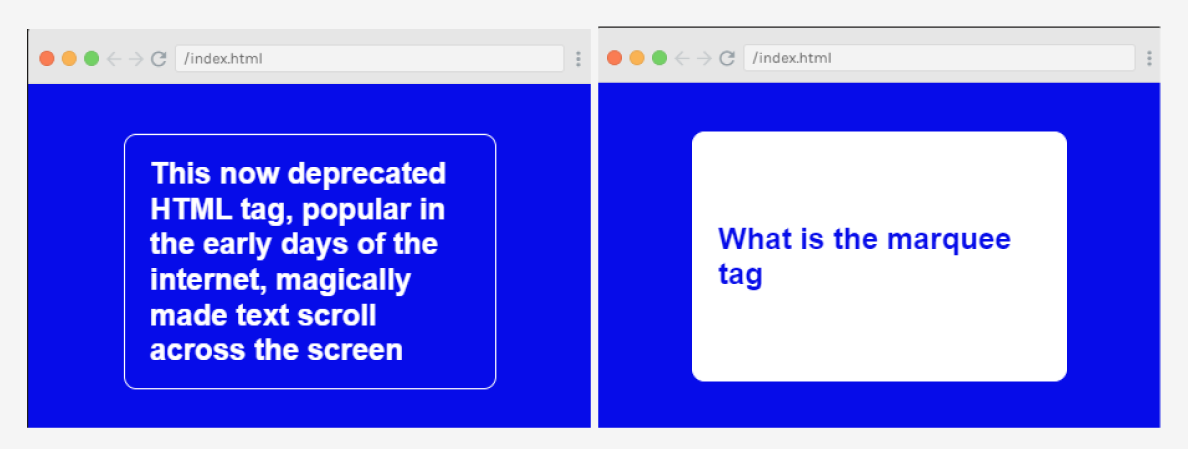 /index.html
This now deprecated
HTML tag, popular in
the early days of the
internet, magically
made text scroll
across the screen
/index.html
What is the marquee
tag